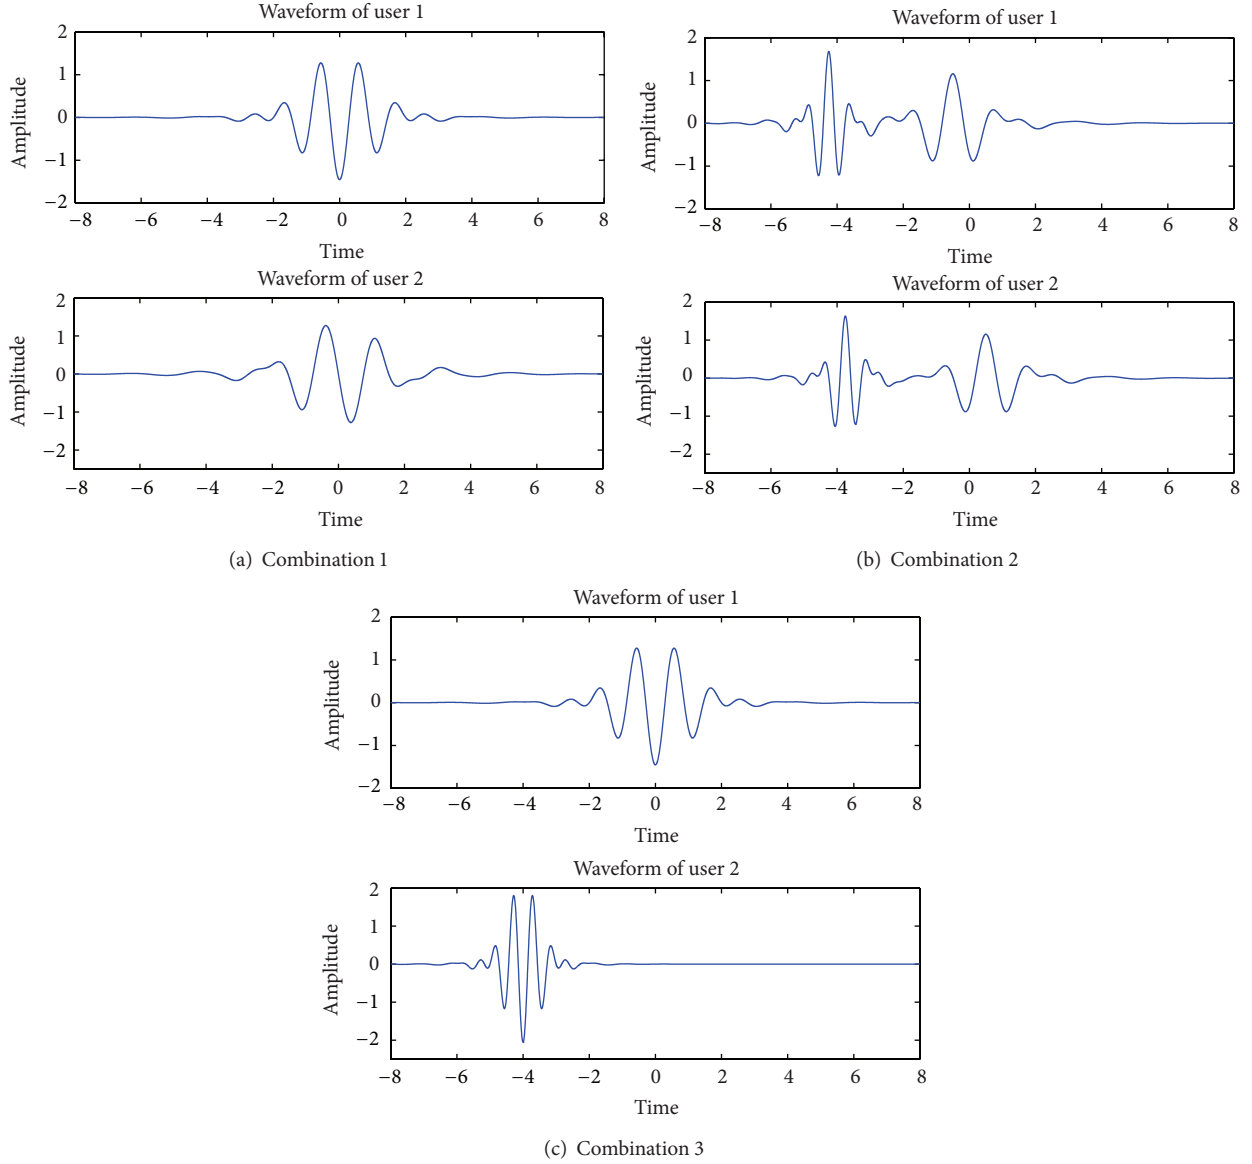 Waveform of user 1
2
1
0
−1
−2
Amplitude
−8 −6 −4 −2 0 2 4 6 8
Time
Waveform of user 2
2
1
0
−1
−2
Amplitude
−8 −6 −4 −2 0 2 4 6 8
Time
(a) Combination 1
Waveform of user 1
2
1
0
−1
−2
Amplitude
−8 −6 −4 −2 0 2 4 6 8
Time
Waveform of user 2
2
1
0
−1
−2
Amplitude
−8 −6 −4 −2 0 2 4 6 8
Time
(b) Combination 2
Waveform of user 1
2
1
0
−1
−2
Amplitude
−8 −6 −4 −2 0 2 4 6 8
Time
Waveform of user 2
2
1
0
−1
−2
Amplitude
−8 −6 −4 −2 0 2 4 6 8
Time
(c) Combination 3